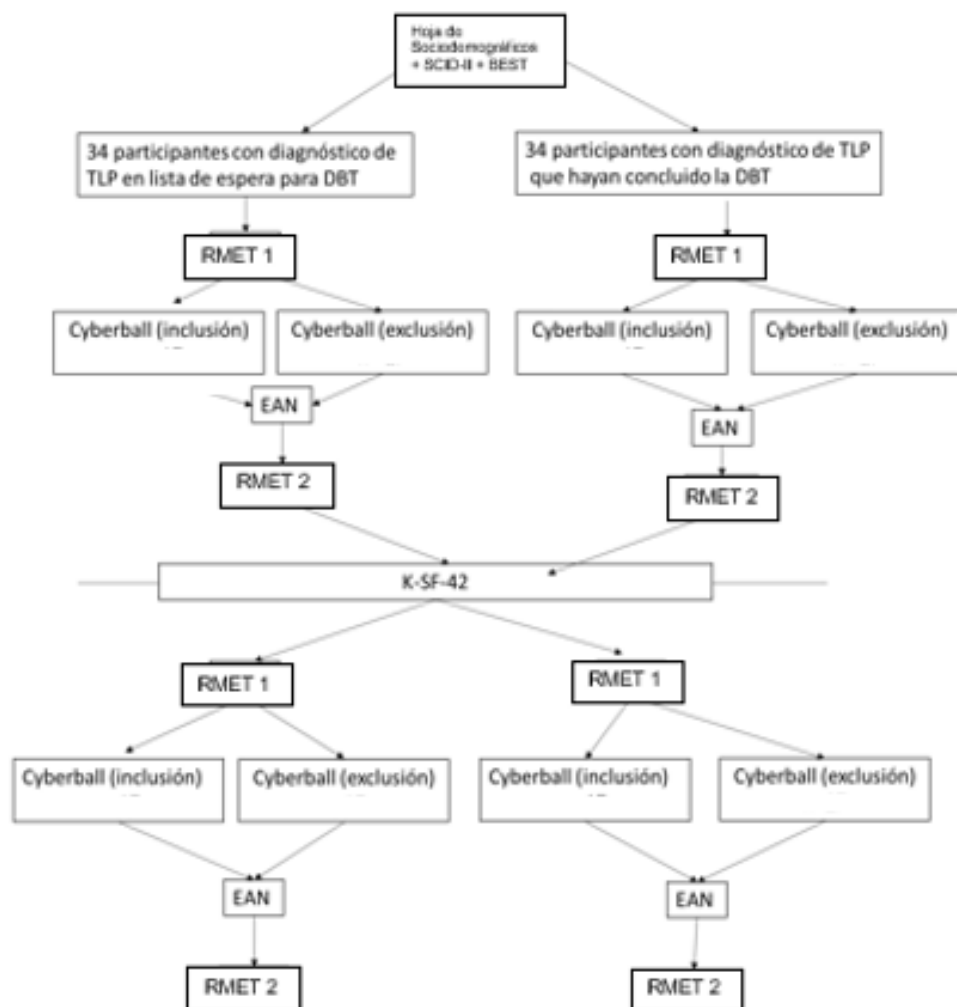 Hoja de
Sociodemográficos
+ SCID-II + BEST
34 participantes con diagnóstico de
TLP en lista de espera para DBT
34 participantes con diagnóstico de TLP
que hayan concluido la DBT
RMET 1
RMET 1
Cyberball (inclusión)
Cyberball (exclusión)
Cyberball (inclusión)
Cyberball (exclusión)
EAN
EAN
RMET 2
RMET 2
K-SF-42
RMET 1
RMET 1
Cyberball (inclusión)
Cyberball (exclusión)
Cyberball (inclusión)
Cyberball (exclusión)
EAN
EAN
RMET 2
RMET 2